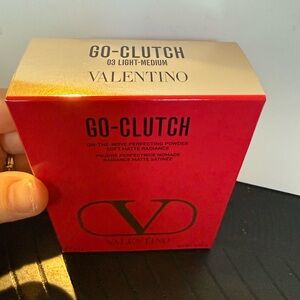 GO-CLUTCH
03 LIGHT-MEDIUM
VALENTINO
GO-CLUTCH
ON-THE-MOVE PERFECTING POWDER
SOFT MATTE RADIANCE
POUDRE PERFECTRICE NOMADE
RADIANCE MATTE SATINÉE
V
VALENTINO